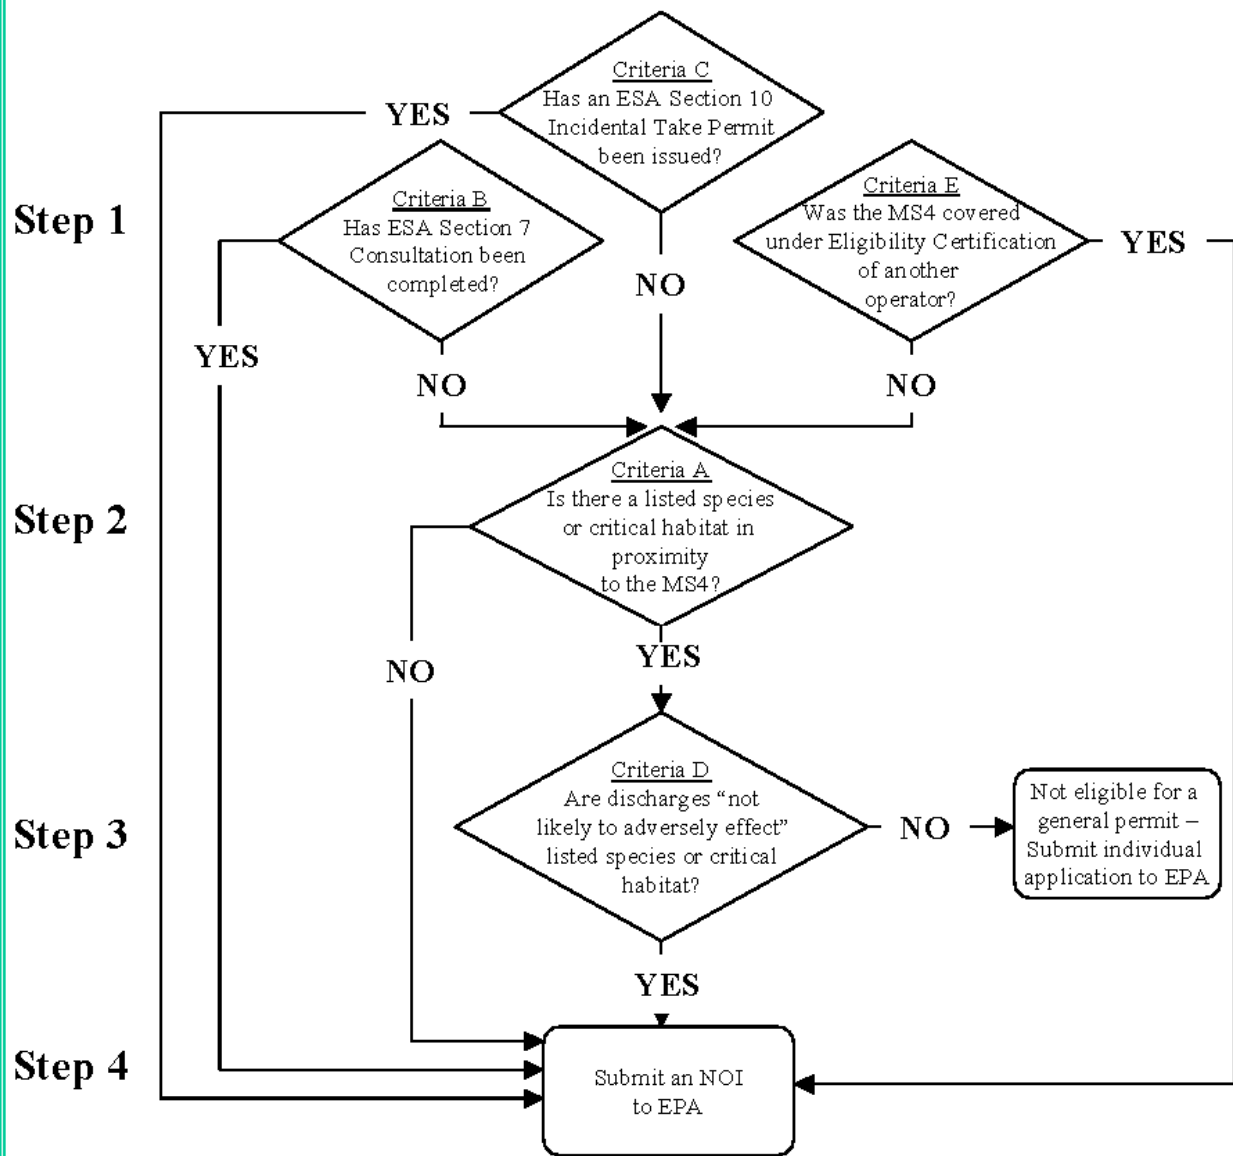 Criteria C
Has an ESA Section 10
Incidental Take Permit
been issued?
YES
NO
Step 1
Criteria B
Has ESA Section 7
Consultation been
completed?
YES
NO
Criteria E
Was the MS4 covered
under Eligibility Certification
of another
operator?
YES
NO
Step 2
Criteria A
Is there a listed species
or critical habitat in
proximity
to the MS4?
NO
YES
Step 3
Criteria D
Are discharges “not
likely to adversely effect”
listed species or critical
habitat?
NO
Not eligible for a
general permit –
Submit individual
application to EPA
YES
Step 4
Submit an NOI
to EPA